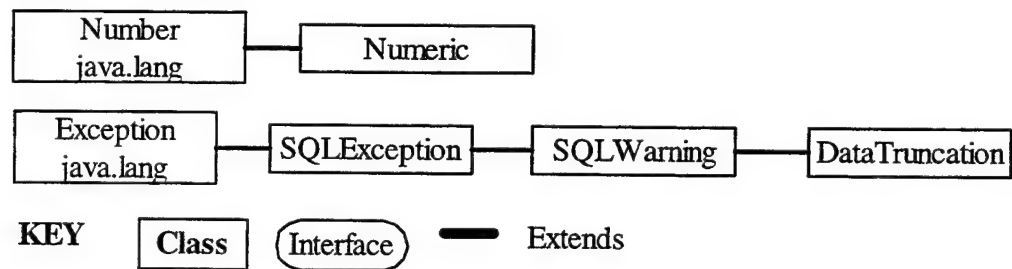 Number
java.lang
Numeric
Exception
java.lang
SQLException
SQLWarning
DataTruncation
KEY
Class
Interface
Extends